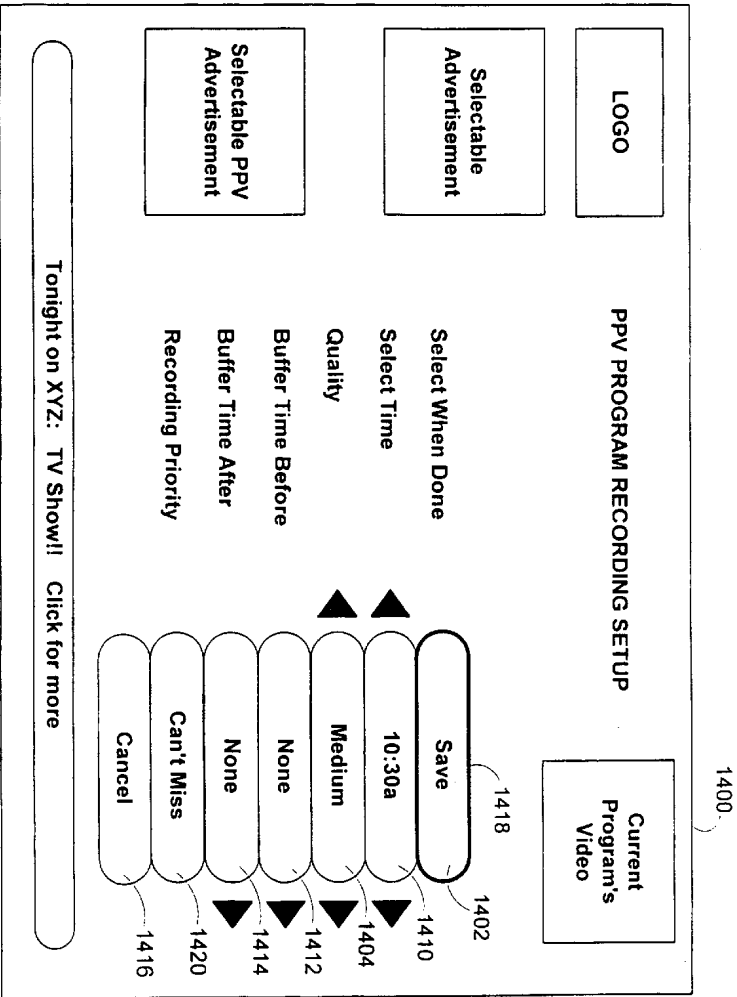 1400
LOGO
PPV PROGRAM RECORDING SETUP
Current
Program's
Video
Selectable
Advertisement
Selectable PPV
Advertisement
Select When Done
Save
1418
1402
Select Time
10:30a
1410
Quality
Medium
1404
Buffer Time Before
None
1412
Buffer Time After
None
1414
Recording Priority
Can't Miss
1420
Cancel
1416
Tonight on XYZ: TV Show!! Click for more